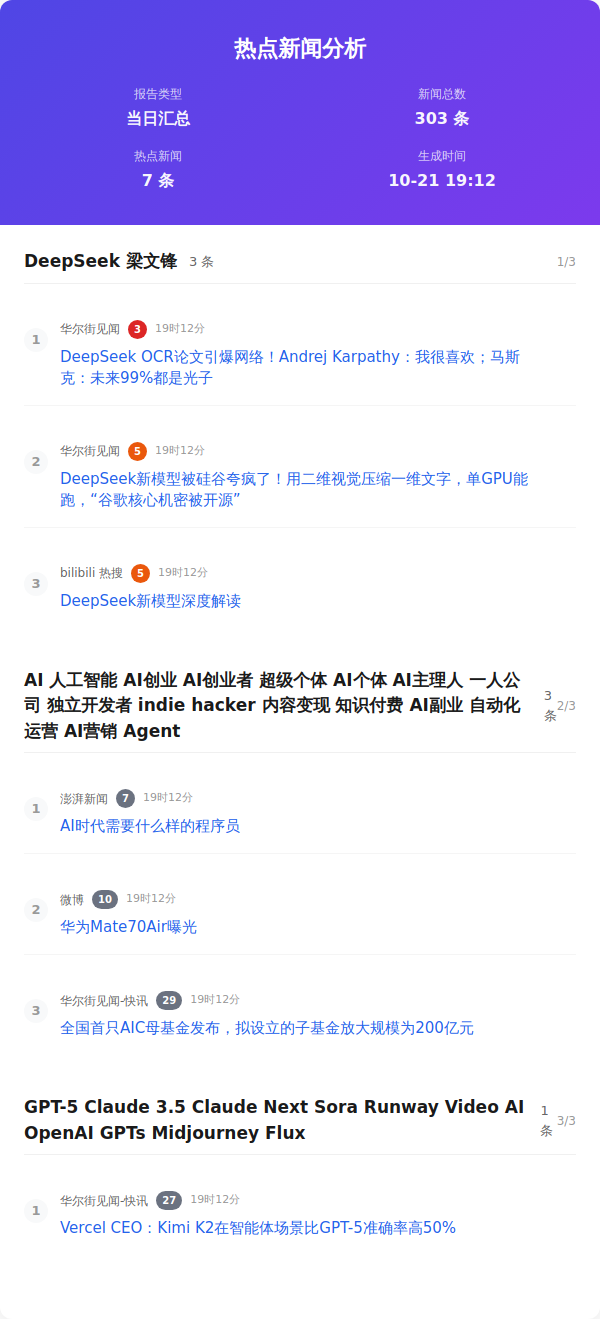 热点新闻分析
报告类型
当日汇总
新闻总数
303 条
热点新闻
7 条
生成时间
10-21 19:12
DeepSeek 梁文锋 3 条 1/3
1
华尔街见闻 3 19时12分
DeepSeek OCR论文引爆网络！Andrej Karpathy：我很喜欢；马斯
克：未来99%都是光子
2
华尔街见闻 5 19时12分
DeepSeek新模型被硅谷夸疯了！用二维视觉压缩一维文字，单GPU能
跑，“谷歌核心机密被开源”
3
bilibili 热搜 5 19时12分
DeepSeek新模型深度解读
AI 人工智能 AI创业 AI创业者 超级个体 AI个体 AI主理人 一人公
司 独立开发者 indie hacker 内容变现 知识付费 AI副业 自动化
运营 AI营销 Agent
3
条
2/3
1
澎湃新闻 7 19时12分
AI时代需要什么样的程序员
2
微博 10 19时12分
华为Mate70Air曝光
3
华尔街见闻-快讯 29 19时12分
全国首只AIC母基金发布，拟设立的子基金放大规模为200亿元
GPT-5 Claude 3.5 Claude Next Sora Runway Video AI
OpenAI GPTs Midjourney Flux
1
条
3/3
1
华尔街见闻-快讯 27 19时12分
Vercel CEO：Kimi K2在智能体场景比GPT-5准确率高50%